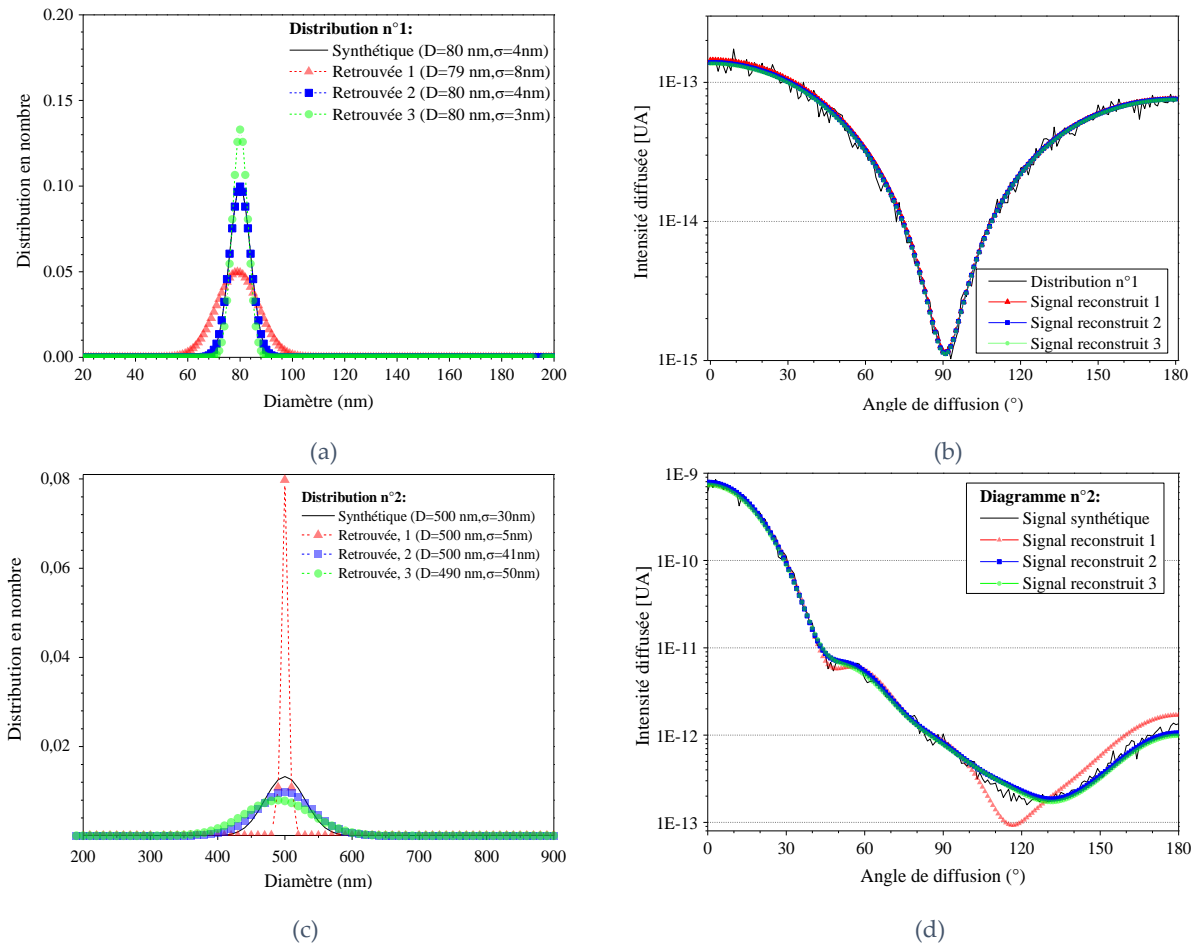 0.20
0.15
0.10
0.05
0.00
Distribution en nombre
Distribution n°1:
Synthétique (D=80 nm,σ=4nm)
Retrouvée 1 (D=79 nm,σ=8nm)
Retrouvée 2 (D=80 nm,σ=4nm)
Retrouvée 3 (D=80 nm,σ=3nm)
20 40 60 80 100 120 140 160 180 200
Diamètre (nm)
(a)
1E-13
1E-14
1E-15
Intensité diffusée [UA]
Distribution n°1
Signal reconstruit 1
Signal reconstruit 2
Signal reconstruit 3
0 30 60 90 120 150 180
Angle de diffusion (°)
(b)
0,08
0,06
0,04
0,02
Distribution en nombre
Distribution n°2:
Synthétique (D=500 nm,σ=30nm)
Retrouvée, 1 (D=500 nm,σ=5nm)
Retrouvée, 2 (D=500 nm,σ=41nm)
Retrouvée, 3 (D=490 nm,σ=50nm)
200 300 400 500 600 700 800 900
Diamètre (nm)
(c)
1E-9
1E-10
1E-11
1E-12
1E-13
Intensité diffusée [UA]
Diagramme n°2:
Signal synthétique
Signal reconstruit 1
Signal reconstruit 2
Signal reconstruit 3
0 30 60 90 120 150 180
Angle de diffusion (°)
(d)